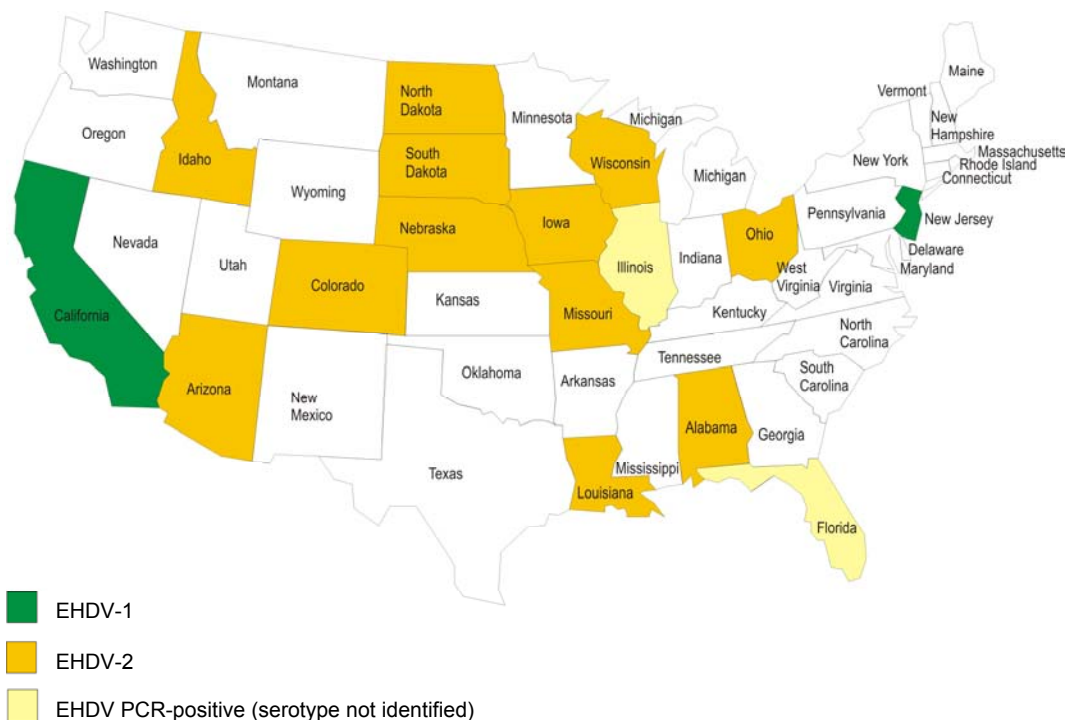 Washington
Montana
North
Dakota
Minnesota
Michigan
Maine
Vermont
New
Hampshire
Oregon
Idaho
South
Dakota
Wisconsin
Michigan
New York
Massachusetts
Rhode Island
Connecticut
Wyoming
Nebraska
Iowa
Pennsylvania
New Jersey
Nevada
Utah
Colorado
Illinois
Indiana
Ohio
West
Virginia
Virginia
Delaware
Maryland
California
Kansas
Missouri
Kentucky
North
Carolina
Arizona
New
Mexico
Oklahoma
Arkansas
Tennessee
South
Carolina
Texas
Louisiana
Mississippi
Alabama
Georgia
Florida
EHDV-1
EHDV-2
EHDV PCR-positive (serotype not identified)